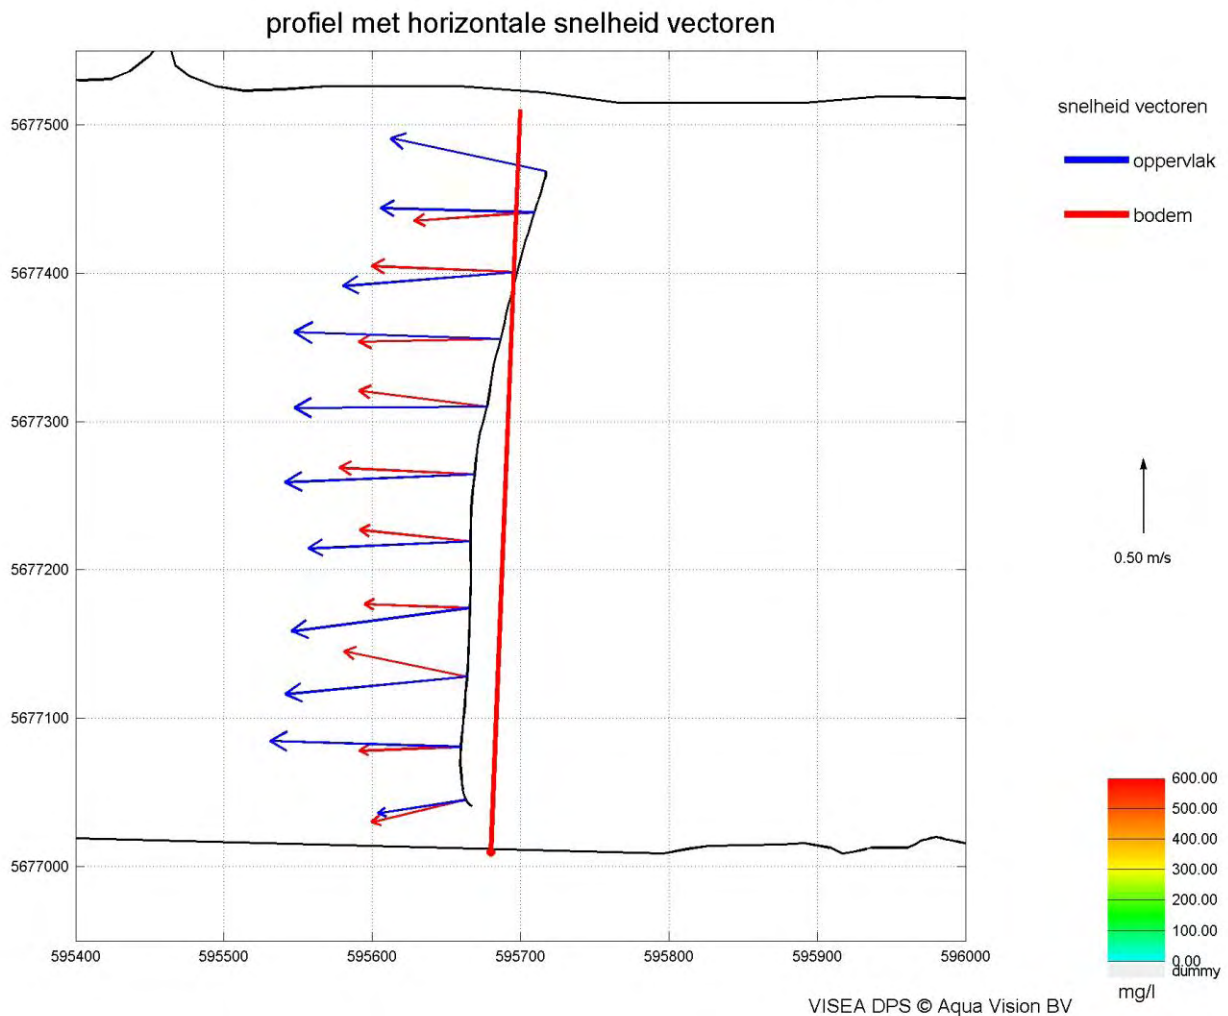 profiel met horizontale snelheid vectoren
snelheid vectoren
oppervlak
bodem
5677500
5677400
5677300
5677200
5677100
5677000
595400 595500 595600 595700 595800 595900 596000
0.50 m/s
600.00
500.00
400.00
300.00
200.00
100.00
0.00
dummy
mg/l
VISEA DPS © Aqua Vision BV